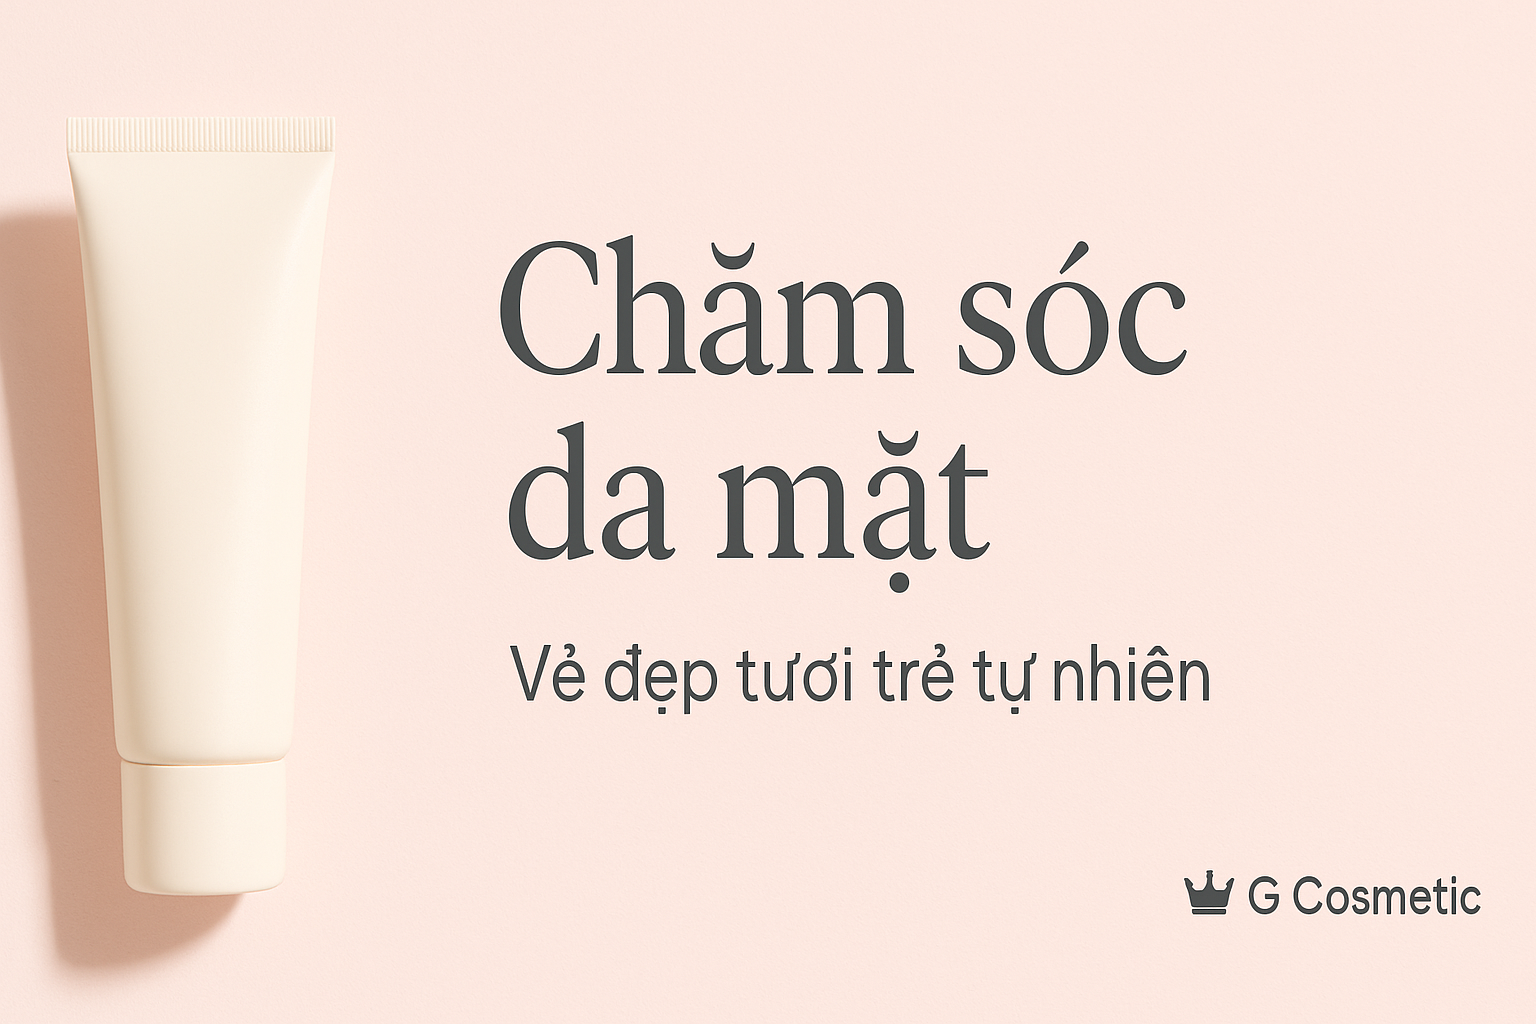 Chăm sóc
da mặt
Vẻ đẹp tươi trẻ tự nhiên
G Cosmetic